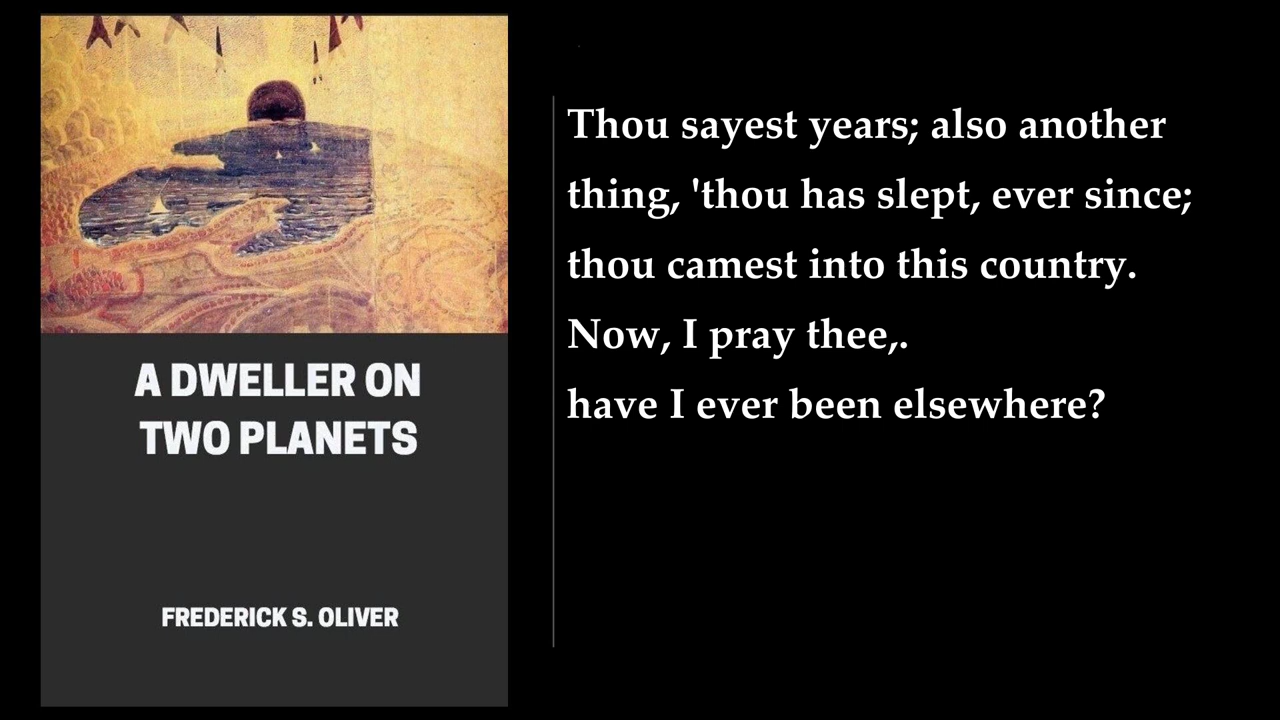 A DWELLER ON
TWO PLANETS
FREDERICK S. OLIVER
Thou sayest years; also another
thing, 'thou has slept, ever since;
thou camest into this country.
Now, I pray thee,.
have I ever been elsewhere?